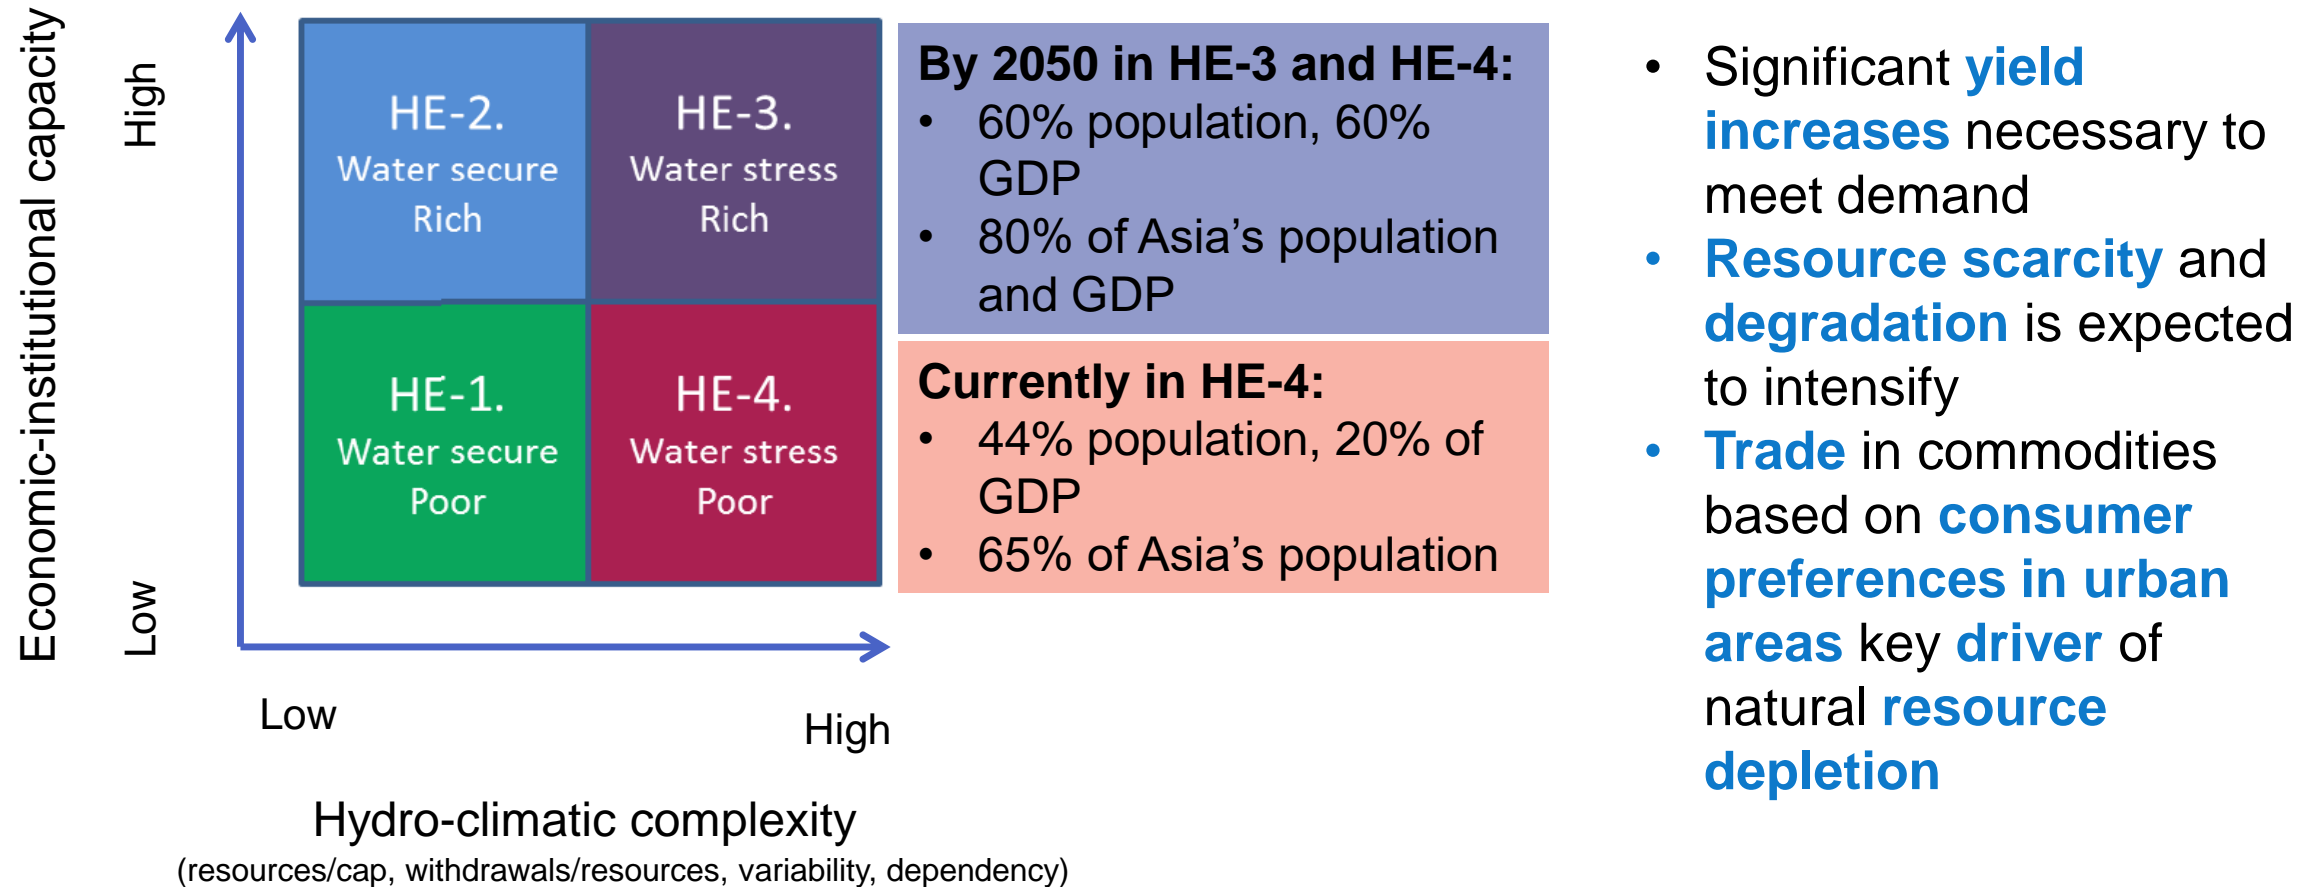 Economic-institutional capacity
High
Low
HE-2.
Water secure
Rich
HE-3.
Water stress
Rich
HE-1.
Water secure
Poor
HE-4.
Water stress
Poor
Low
High
Hydro-climatic complexity
(resources/cap, withdrawals/resources, variability, dependency)
By 2050 in HE-3 and HE-4:
• 60% population, 60%
GDP
• 80% of Asia’s population
and GDP
Currently in HE-4:
• 44% population, 20% of
GDP
• 65% of Asia’s population
• Significant yield
increases necessary to
meet demand
• Resource scarcity and
degradation is expected
to intensify
• Trade in commodities
based on consumer
preferences in urban
areas key driver of
natural resource
depletion